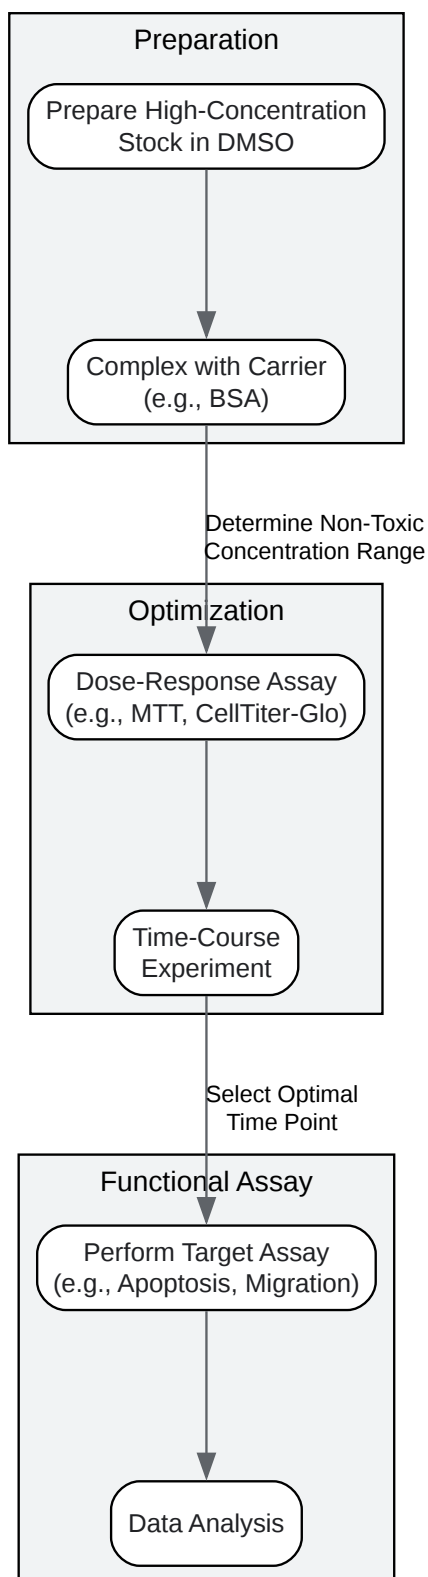 Preparation
Prepare High-Concentration
Stock in DMSO
Complex with Carrier
(e.g., BSA)
Determine Non-Toxic
Concentration Range
Optimization
Dose-Response Assay
(e.g., MTT, CellTiter-Glo)
Time-Course
Experiment
Select Optimal
Time Point
Functional Assay
Perform Target Assay
(e.g., Apoptosis, Migration)
Data Analysis